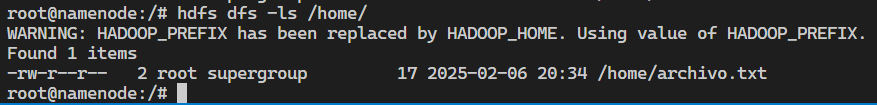 root@namenode:/# hdfs dfs -ls /home/
WARNING: HADOOP_PREFIX has been replaced by HADOOP_HOME. Using value of HADOOP_PREFIX.
Found 1 items
-rw-r--r--   2 root supergroup         17 2025-02-06 20:34 /home/archivo.txt
root@namenode:/#